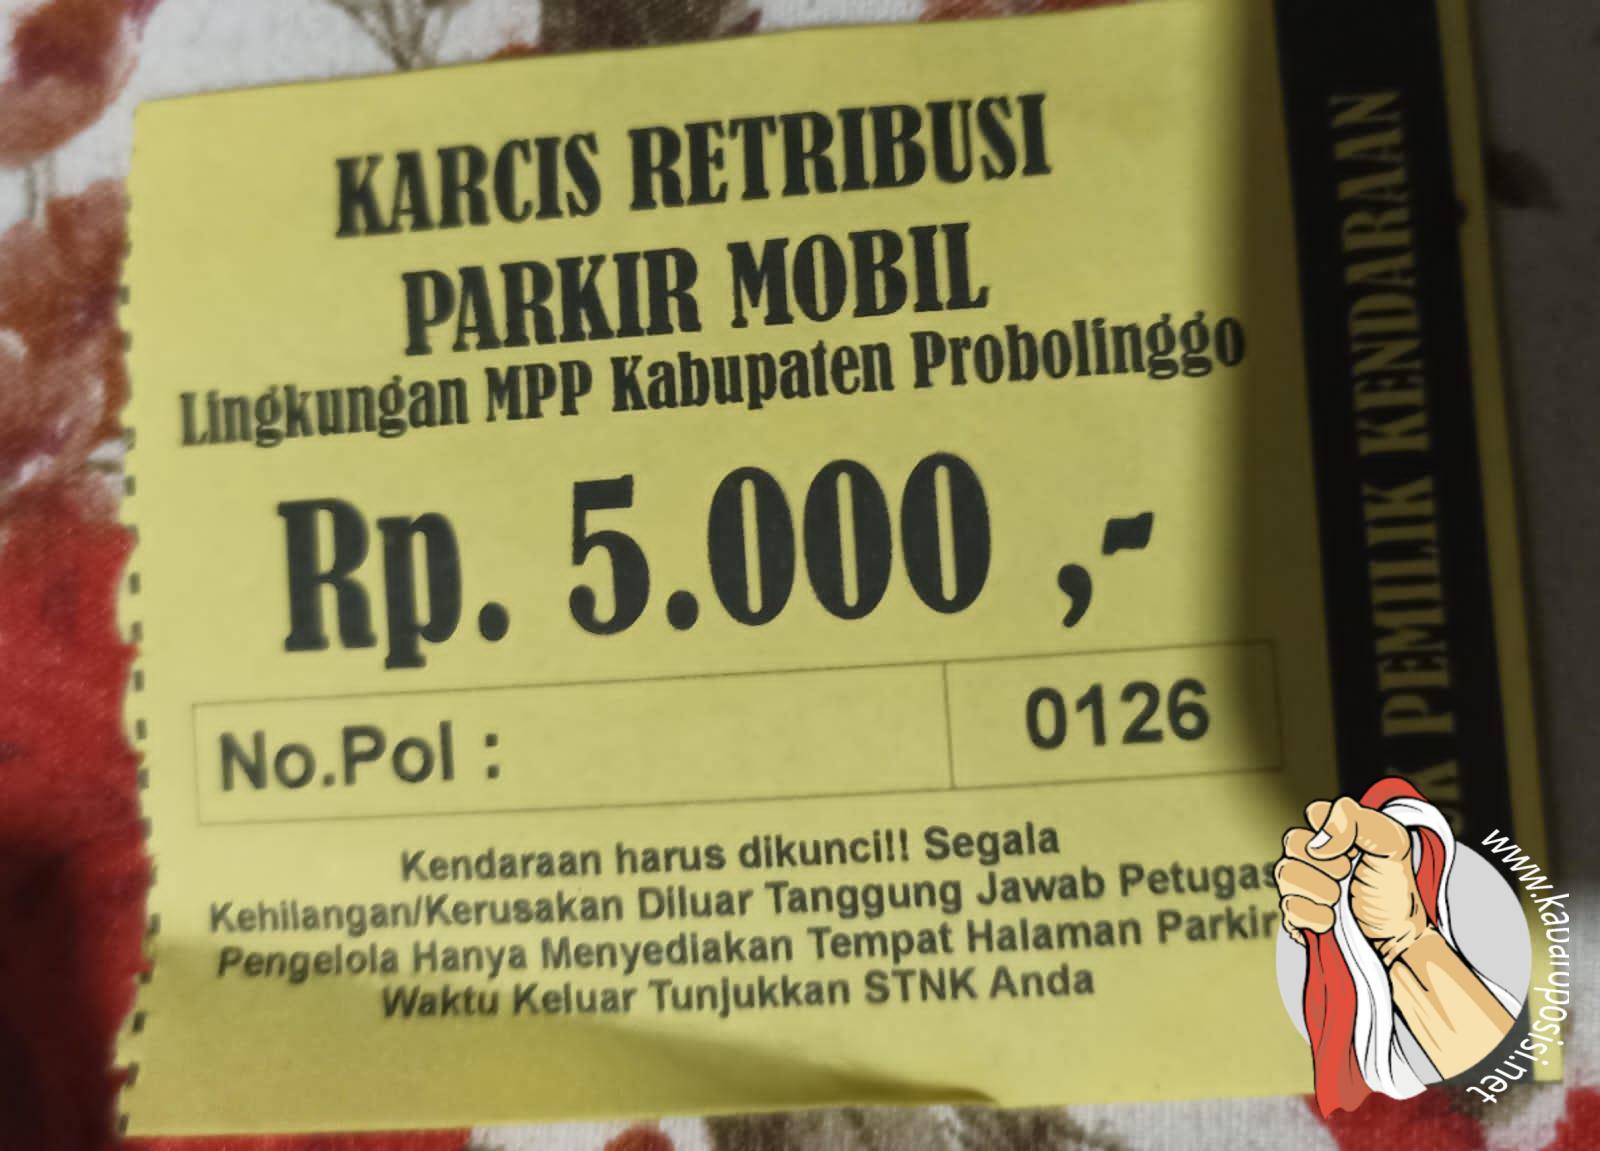 KARCIS RETRIBUSI
PARKIR MOBIL
Lingkungan MPP Kabupaten Probolinggo
Rp. 5.000 ,-
No.Pol :
0126
Kendaraan harus dikunci!! Segala
Kehilangan/Kerusakan Diluar Tanggung Jawab Petugas
Pengelola Hanya Menyediakan Tempat Halaman Parkir
Waktu Keluar Tunjukkan STNK Anda
PEMILIK KENDARAAN
www.kabaroposisi.net